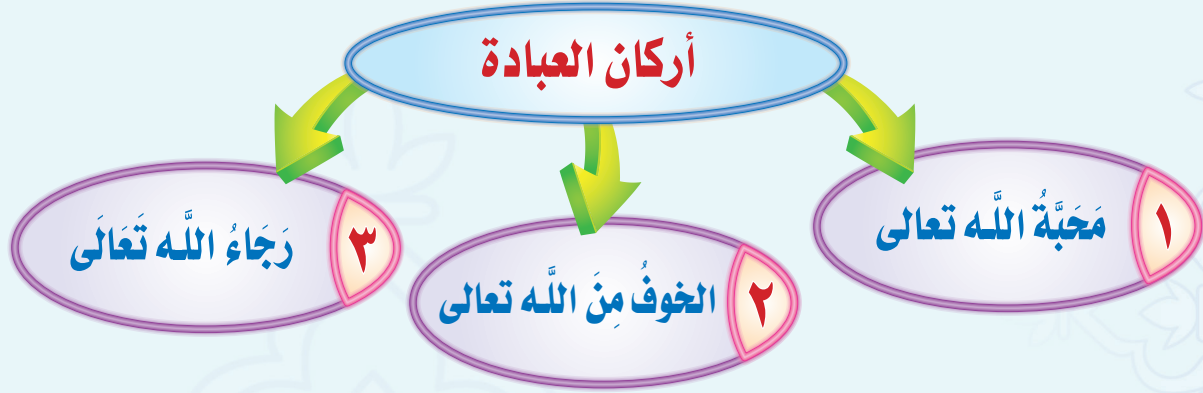 أركان العبادة
١ مَحَبَّةُ اللَّه تعالى
٢ الخوفُ مِنَ اللَّه تعالى
٣ رَجَاءُ اللَّه تَعَالَى